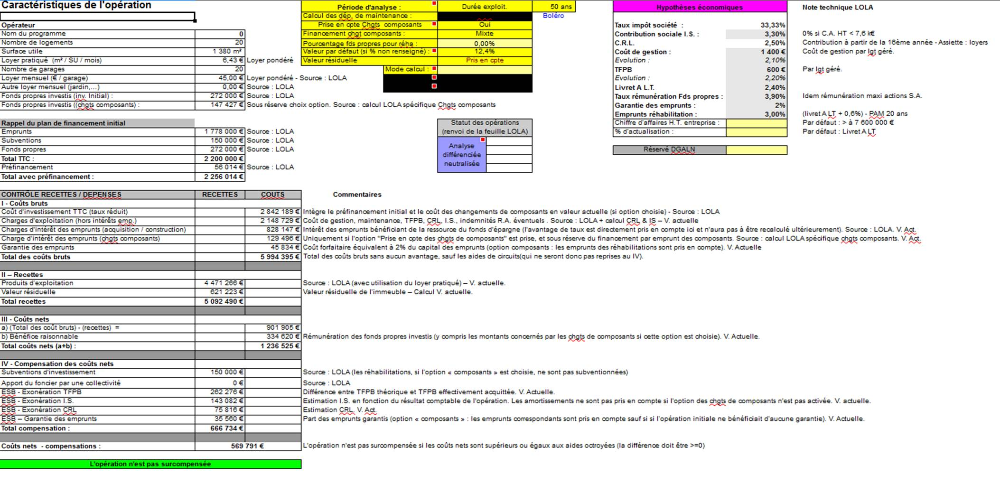 Caractéristiques de l'opération
Période d'analyse : Durée exploit. 50 ans
Hypothèses économiques
Note technique LOLA
Calcul des dép. de maintenance : Boléro
Opérateur
Prise en cpte Chgts composants Oui
Taux impôt société : 33,33%
Nom du programme 0
Financement chgt composants : Mixte
Contribution sociale I.S. : 3,30% 0% si C.A. HT < 7,6 k€
Nombre de logements 20
Pourcentage fds propres pour réha : 0,00%
C.R.L. 2,50% Contribution à partir de la 16ème année - Assiette : loyers
Surface utile 1 380 m²
Valeur par défaut (si % non renseigné) : 12,4%
Coût de gestion : 1 400 € Coût de gestion par lgt géré.
Loyer pratiqué (m² / SU / mois) 6,43 € Loyer pondéré
Valeur résiduelle Pris en cpte
Evolution : 2,10%
Nombre de garages 20
Mode calcul :
TFPB 600 € Par lgt géré.
Loyer mensuel (€ / garage) 45,00 € Loyer pondéré - Source : LOLA
Evolution : 2,20%
Autre loyer mensuel (jardin,...) 0,00 € Source : LOLA
Livret A L.T. 2,40%
Fonds propres investis (inv. Initial) : 272 000 € Source : LOLA
Taux rémunération Fds propres : 3,90% Idem rémunération maxi actions S.A.
Fonds propres investis ((chgts composants) : 147 427 € Sous réserve choix option. Source : calcul LOLA spécifique Chgts composants
Garantie des emprunts : 2%
Emprunts réhabilitation : 3,00% (livret A LT + 0,6%) - PAM 20 ans
Rappel du plan de financement initial
Statut des opérations
(renvoi de la feuille LOLA)
Chiffre d'affaires H.T. entreprise : Par défaut : > à 7 600 000 €
Emprunts 1 778 000 € Source : LOLA
% d'actualisation : Par défaut : Livret A LT
Subventions 150 000 € Source : LOLA
Analyse
différenciée
neutralisée
Fonds propres 272 000 € Source : LOLA
Réservé DGALN
Total TTC : 2 200 000 €
Préfinancement 56 014 € Source : LOLA
Total avec préfinancement : 2 256 014 €
CONTRÔLE RECETTES / DEPENSES RECETTES COUTS Commentaires
I - Coûts bruts
Coût d'investissement TTC (taux réduit) 2 842 189 € Intègre le préfinancement initial et le coût des changements de composants en valeur actuelle (si option choisie) - Source : LOLA
Charges d'exploitation (hors intérêts emp.) 2 148 729 € Coût de gestion, maintenance, TFPB, CRL, I.S., indemnités R.A. éventuels . Source : LOLA + calcul CRL & IS – V. actuelle
Charges d'intérêt des emprunts (acquisition / construction) 828 147 € Intérêt des emprunts bénéficiant de la ressource du fonds d'épargne (l'avantage de taux est directement pris en compte ici et n'aura pas à être recalculé ultérieurement). Source : LOLA. V. Act.
Charge d'intérêt des emprunts (chgts composants) 129 496 € Uniquement si l'option "Prise en cpte des chgts de composants" est prise, et sous réserve du financement par emprunt des composants. Source : calcul LOLA spécifique chgts composants. V. Act.
Garantie des emprunts 45 834 € Coût forfaitaire équivalent à 2% du capital des emprunts (option composants : les emprunts des réhabilitations sont pris en compte). V. Actuelle
Total des coûts bruts 5 994 395 € Total des coûts bruts sans aucun avantage, sauf les aides de circuits(qui ne seront donc pas reprises au IV).
II – Recettes
Produits d'exploitation 4 471 266 € Source : LOLA (avec utilisation du loyer pratiqué) – V. actuelle.
Valeur résiduelle 621 223 € Valeur résiduelle de l'immeuble – Calcul V. actuelle.
Total recettes 5 092 490 €
III - Coûts nets
a) (Total des coût bruts) - (recettes) = 901 905 €
b) Bénéfice raisonnable 334 620 € Rémunération des fonds propres investis (y compris les montants concernés par les chgts de composants si cette option est choisie). V. Actuelle.
Total coûts nets (a+b) : 1 236 525 €
IV - Compensation des coûts nets
Subventions d'investissement 150 000 € Source : LOLA (les réhabilitations, si l'option « composants » est choisie, ne sont pas subventionnées)
Apport du foncier par une collectivité 0 € Source : LOLA
ESB - Exonération TFPB 262 276 € Différence entre TFPB théorique et TFPB effectivement acquittée. V. Actuelle.
ESB - Exonération I.S. 143 082 € Estimation I.S. en fonction du résultat comptable de l'opération. Les amortissements ne sont pas pris en compte si l'option des chgts de composants n'est pas activée. V. actuelle.
ESB - Exonération CRL 75 816 € Estimation CRL. V. Act.
ESB – Garantie des emprunts 35 560 € Part des emprunts garantis (option « composants » : les emprunts correspondants sont pris en compte sauf si si l'opération initiale ne bénéficiait d'aucune garantie). V. Actuelle.
Total compensation : 666 734 €
Coûts nets - compensations : 569 791 € L'opération n'est pas surcompensée si les coûts nets sont supérieurs ou égaux aux aides octroyées (la différence doit être >=0)
L'opération n'est pas surcompensée